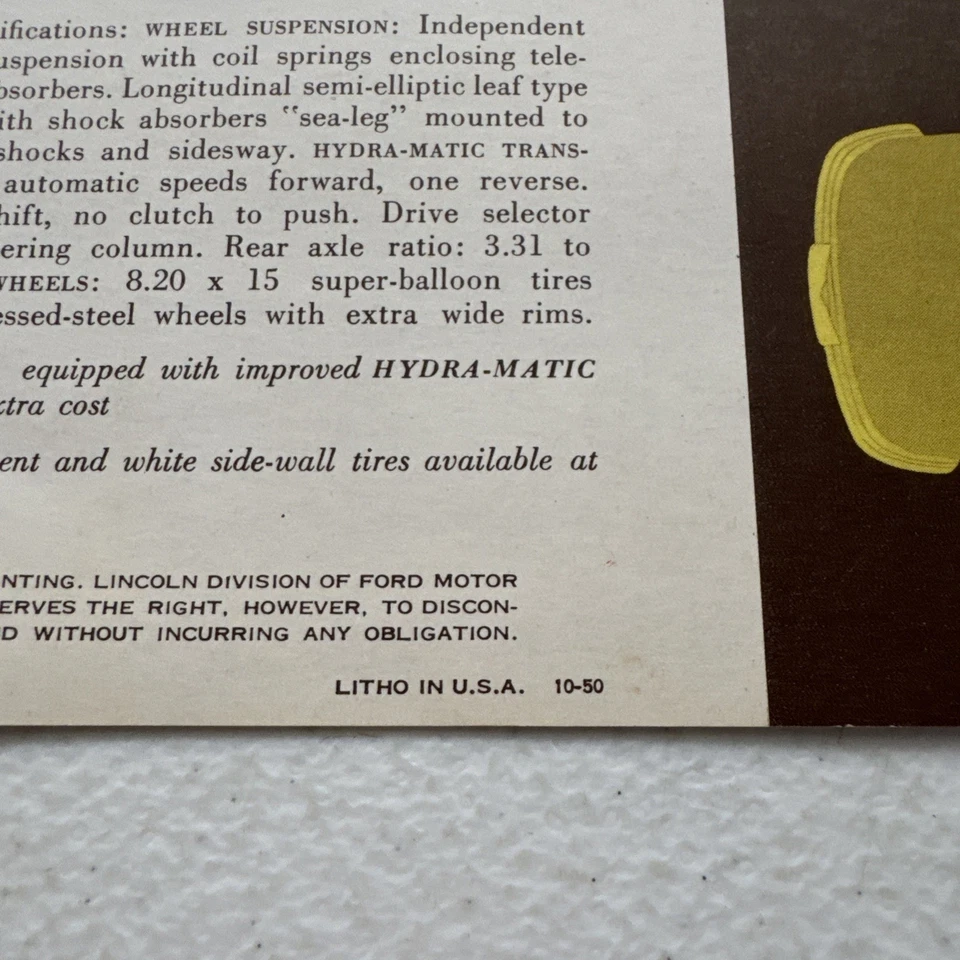 ifications: WHEEL SUSPENSION: Independent
uspension with coil springs enclosing tele-
bsorbers. Longitudinal semi-elliptic leaf type
ith shock absorbers "sea-leg" mounted to
shocks and sidesway. HYDRA-MATIC TRANS-
automatic speeds forward, one reverse.
hift, no clutch to push. Drive selector
ering column. Rear axle ratio: 3.31 to
WHEELS: 8.20 x 15 super-balloon tires
essed-steel wheels with extra wide rims.
equipped with improved HYDRA-MATIC
xtra cost
ent and white side-wall tires available at
NTING. LINCOLN DIVISION OF FORD MOTOR
ERVES THE RIGHT, HOWEVER, TO DISCON-
D WITHOUT INCURRING ANY OBLIGATION.
LITHO IN U.S.A. 10-50